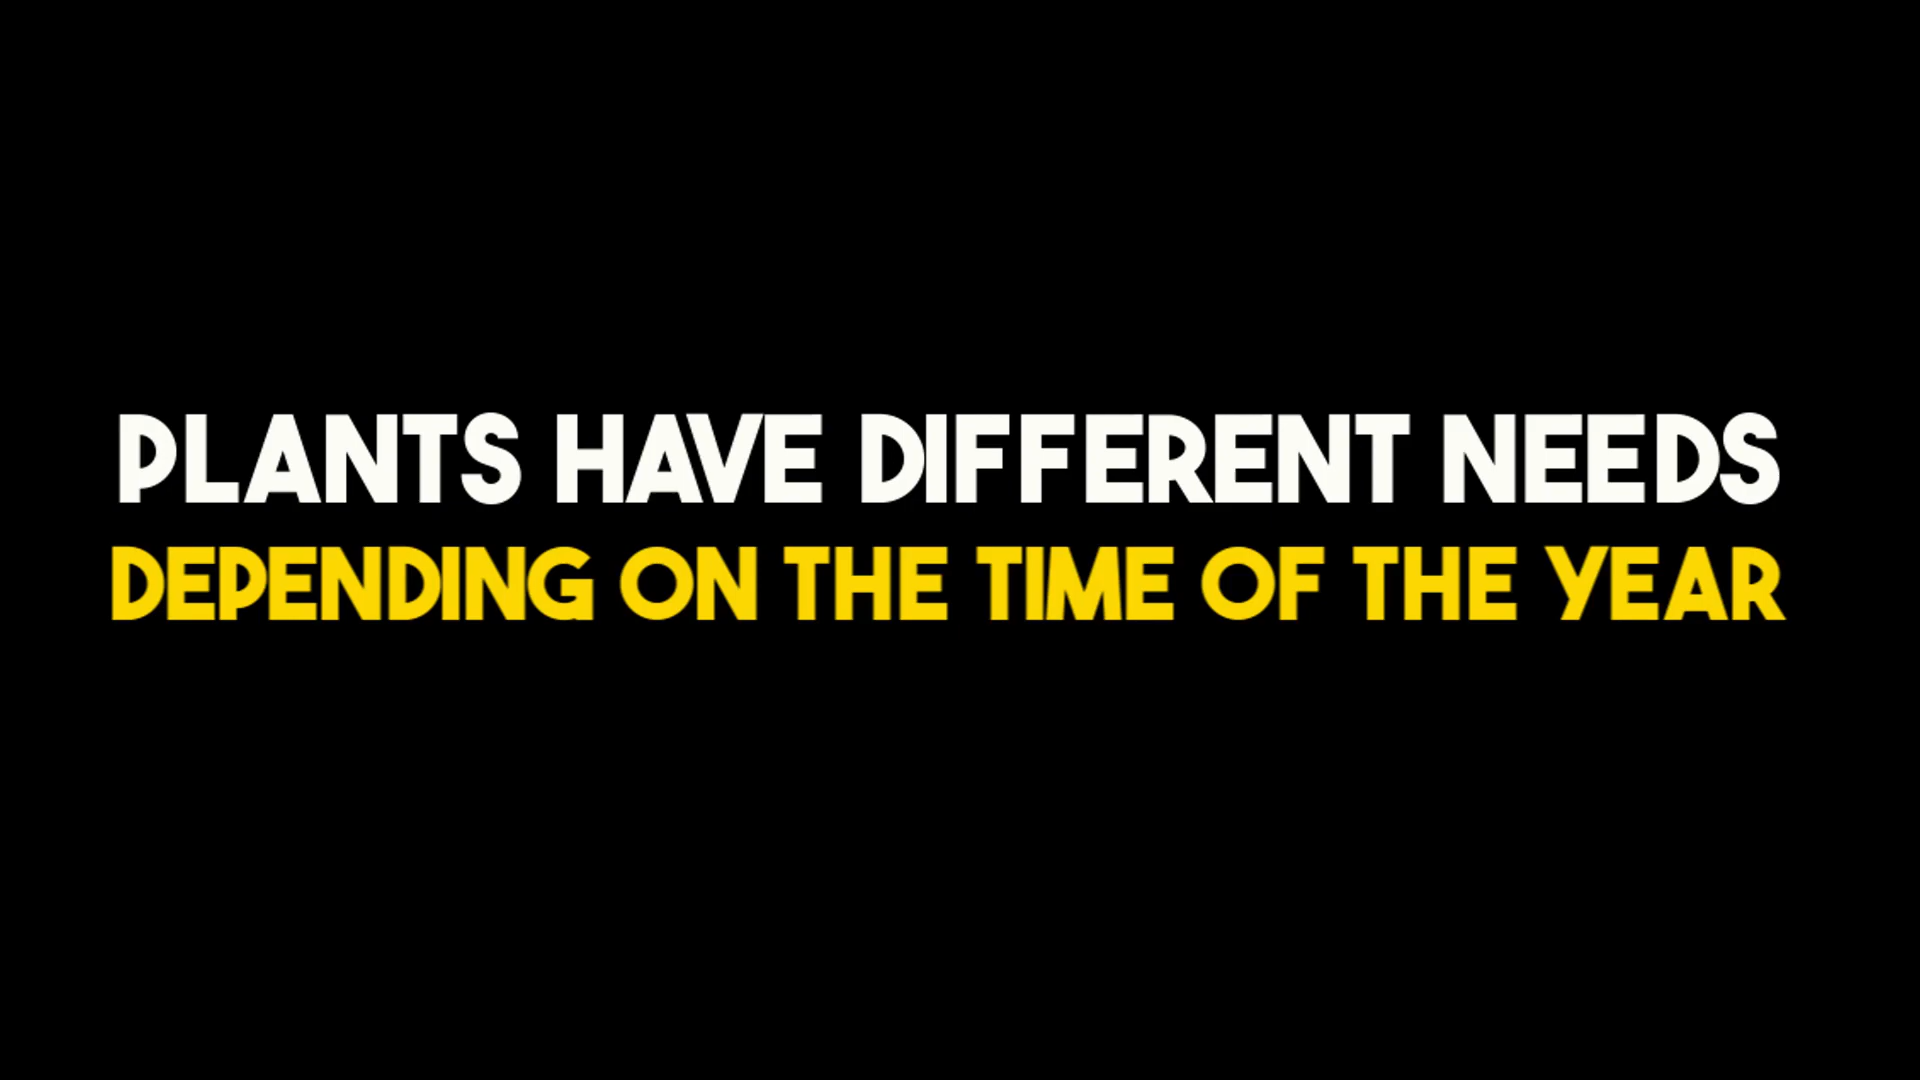 PLANTS HAVE DIFFERENT NEEDS
DEPENDING ON THE TIME OF THE YEAR